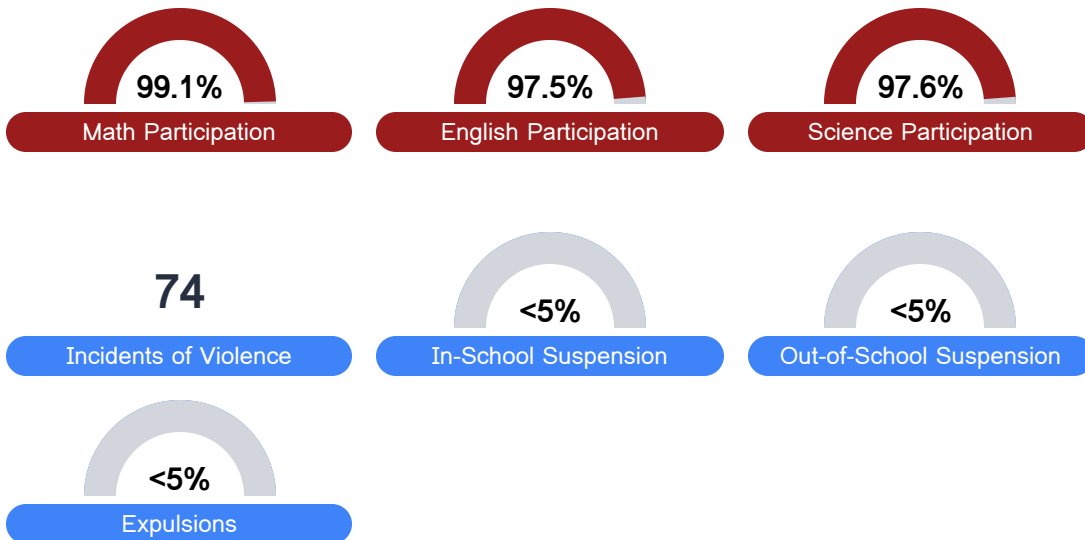 99.1%
Math Participation
97.5%
English Participation
97.6%
Science Participation
74
Incidents of Violence
<5%
In-School Suspension
<5%
Out-of-School Suspension
<5%
Expulsions